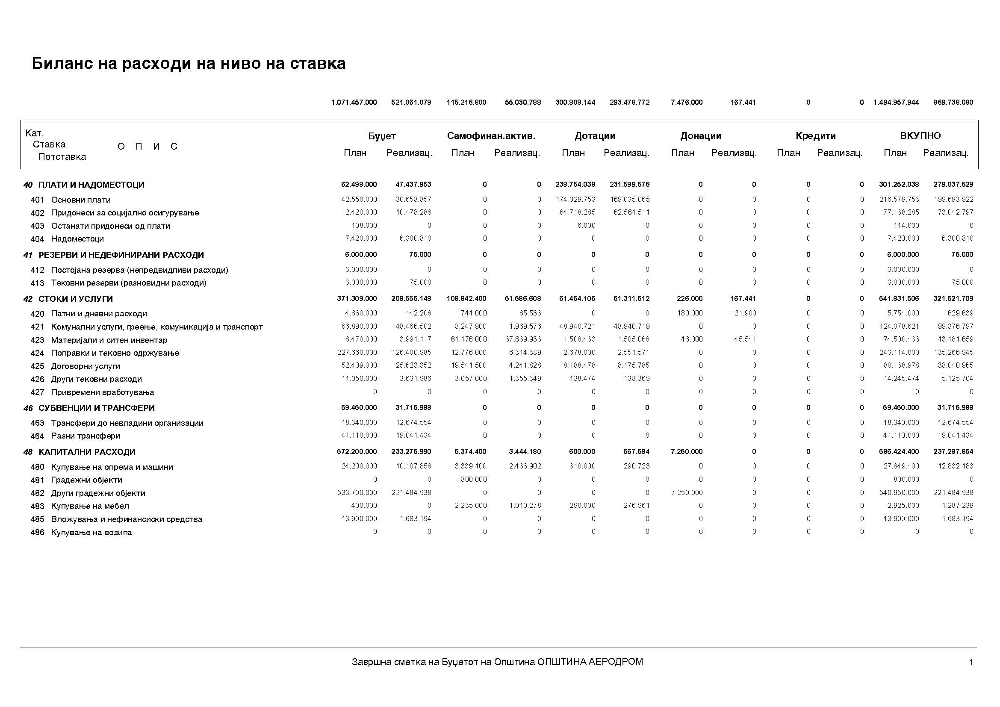 Биланс на расходи на ниво на ставка
1.071.457.000 521.061.079 115.216.800 55.030.788 300.808.144 293.478.772 7.476.000 167.441 0 0 1.494.957.944 869.738.080
Кат.
Ставка
Потставка
О П И С
Буџет Самофинан.актив. Дотации Донации Кредити ВКУПНО
План Реализац. План Реализац. План Реализац. План Реализац. План Реализац. План Реализац.
40 ПЛАТИ И НАДОМЕСТОЦИ 62.498.000 47.437.953 0 0 238.754.038 231.599.576 0 0 0 0 301.252.038 279.037.529
401 Основни плати 42.550.000 30.658.857 0 0 174.029.753 169.035.065 0 0 0 0 216.579.753 199.693.922
402 Придонеси за социјално осигурување 12.420.000 10.478.286 0 0 64.718.285 62.564.511 0 0 0 0 77.138.285 73.042.797
403 Останати придонеси од плати 108.000 0 0 0 6.000 0 0 0 0 0 114.000 0
404 Надоместоци 7.420.000 6.300.810 0 0 0 0 0 0 0 0 7.420.000 6.300.810
41 РЕЗЕРВИ И НЕДЕФИНИРАНИ РАСХОДИ 6.000.000 75.000 0 0 0 0 0 0 0 0 6.000.000 75.000
412 Постојана резерва (непредвидливи расходи) 3.000.000 0 0 0 0 0 0 0 0 0 3.000.000 0
413 Тековни резерви (разновидни расходи) 3.000.000 75.000 0 0 0 0 0 0 0 0 3.000.000 75.000
42 СТОКИ И УСЛУГИ 371.309.000 208.556.148 108.842.400 51.586.608 61.454.106 61.311.512 226.000 167.441 0 0 541.831.506 321.621.709
420 Патни и дневни расходи 4.830.000 442.206 744.000 65.533 0 0 180.000 121.900 0 0 5.754.000 629.639
421 Комунални услуги, греење, комуникација и транспорт 66.890.000 48.466.502 8.247.900 1.969.576 48.940.721 48.940.719 0 0 0 0 124.078.621 99.376.797
423 Материјали и ситен инвентар 8.470.000 3.991.117 64.476.000 37.639.933 1.508.433 1.505.068 46.000 45.541 0 0 74.500.433 43.181.659
424 Поправки и тековно одржување 227.660.000 126.400.985 12.776.000 6.314.389 2.678.000 2.551.571 0 0 0 0 243.114.000 135.266.945
425 Договорни услуги 52.409.000 25.623.352 19.541.500 4.241.828 8.188.478 8.175.785 0 0 0 0 80.138.978 38.040.965
426 Други тековни расходи 11.050.000 3.631.986 3.057.000 1.355.349 138.474 138.369 0 0 0 0 14.245.474 5.125.704
427 Привремени вработувања 0 0 0 0 0 0 0 0 0 0 0 0
46 СУБВЕНЦИИ И ТРАНСФЕРИ 59.450.000 31.715.988 0 0 0 0 0 0 0 0 59.450.000 31.715.988
463 Трансфери до невладини организации 18.340.000 12.674.554 0 0 0 0 0 0 0 0 18.340.000 12.674.554
464 Разни трансфери 41.110.000 19.041.434 0 0 0 0 0 0 0 0 41.110.000 19.041.434
48 КАПИТАЛНИ РАСХОДИ 572.200.000 233.275.990 6.374.400 3.444.180 600.000 567.684 7.250.000 0 0 0 586.424.400 237.287.854
480 Купување на опрема и машини 24.200.000 10.107.858 3.339.400 2.433.902 310.000 290.723 0 0 0 0 27.849.400 12.832.483
481 Градежни објекти 0 0 800.000 0 0 0 0 0 0 0 800.000 0
482 Други градежни објекти 533.700.000 221.484.938 0 0 0 0 7.250.000 0 0 0 540.950.000 221.484.938
483 Купување на мебел 400.000 0 2.235.000 1.010.278 290.000 276.961 0 0 0 0 2.925.000 1.287.239
485 Вложувања и нефинансиски средства 13.900.000 1.683.194 0 0 0 0 0 0 0 0 13.900.000 1.683.194
486 Купување на возила 0 0 0 0 0 0 0 0 0 0 0 0
Завршна сметка на Буџетот на Општина ОПШТИНА АЕРОДРОМ 1